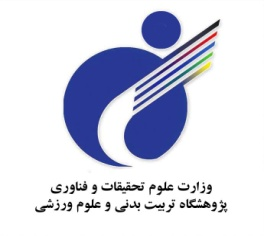 وزارت علوم تحقیقات و فناوری
پژوهشگاه تربیت بدنی و علوم ورزشی